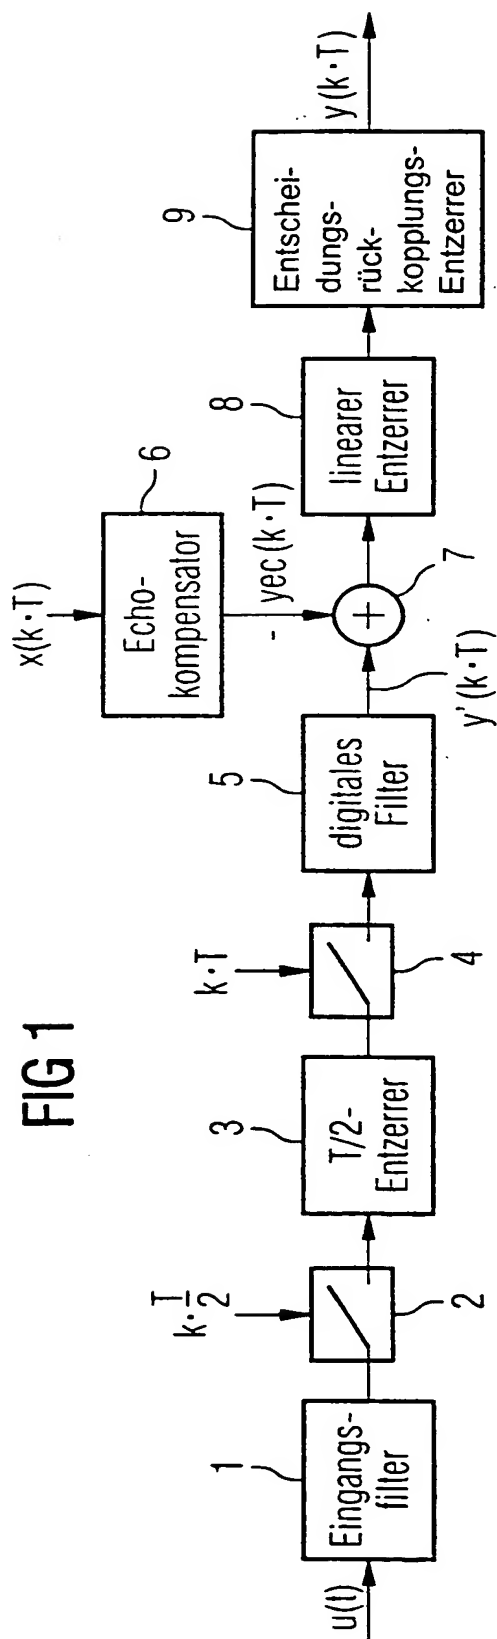 FIG 1
u(t)
1
Eingangs-
filter
k·T/2
2
3
T/2-
Entzerrer
k·T
4
5
digitales
Filter
y'(k·T)
x(k·T)
6
Echo-
kompensator
-
yec(k·T)
+
7
8
linearer
Entzerrer
9
Entschei-
dungs-
rück-
kopplungs-
Entzerrer
y(k·T)